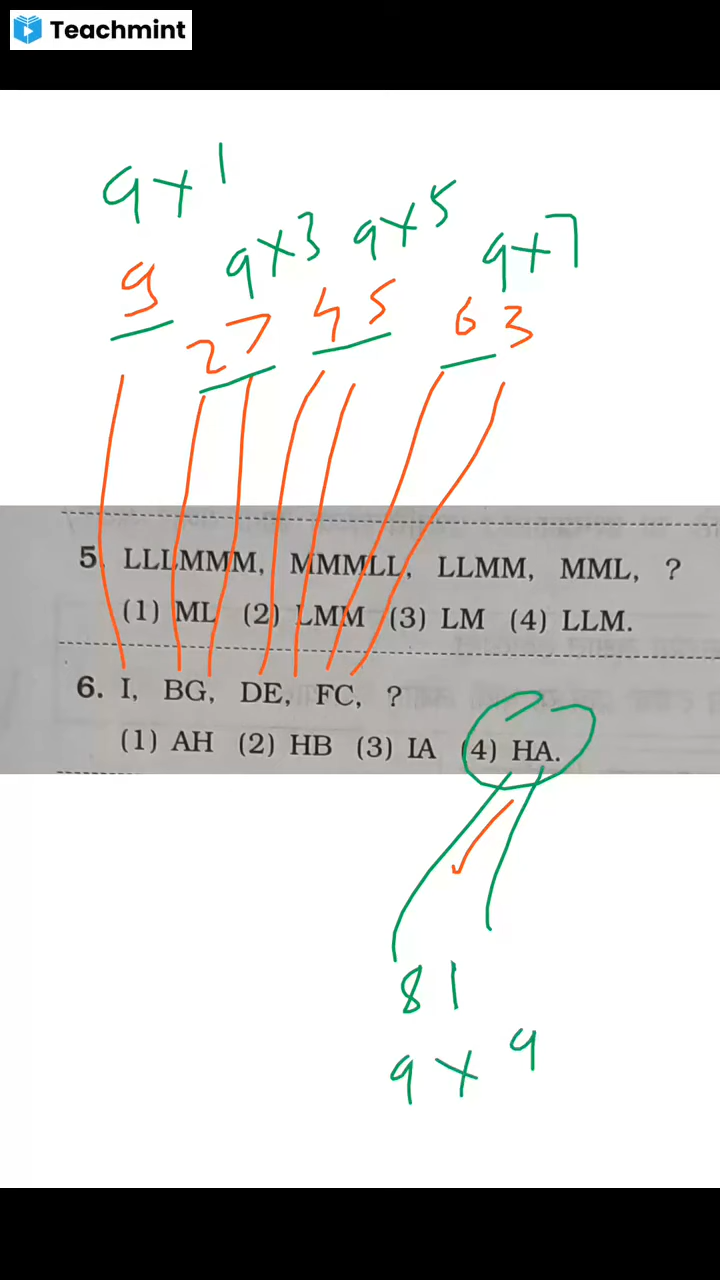 Teachmint
9×1
9×3 9×5 9×7
9 27 45 63
5. LLLMMM, MMMLL, LLMM, MML, ?
(1) ML (2) LMM (3) LM (4) LLM.
6. I, BG, DE, FC, ?
(1) AH (2) HB (3) IA (4) HA.
81
9×9